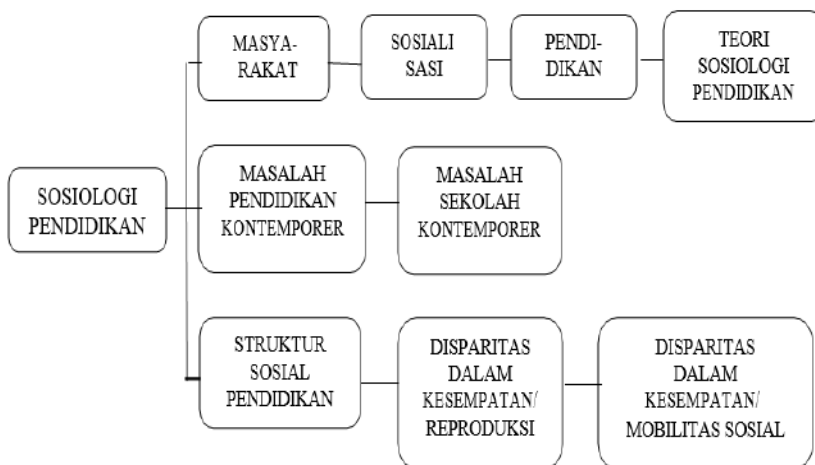 MASYA-
RAKAT
SOSIALI
SASI
PENDI-
DIKAN
TEORI
SOSIOLOGI
PENDIDIKAN
SOSIOLOGI
PENDIDIKAN
MASALAH
PENDIDIKAN
KONTEMPORER
MASALAH
SEKOLAH
KONTEMPORER
STRUKTUR
SOSIAL
PENDIDIKAN
DISPARITAS
DALAM
KESEMPATAN/
REPRODUKSI
DISPARITAS
DALAM
KESEMPATAN/
MOBILITAS SOSIAL